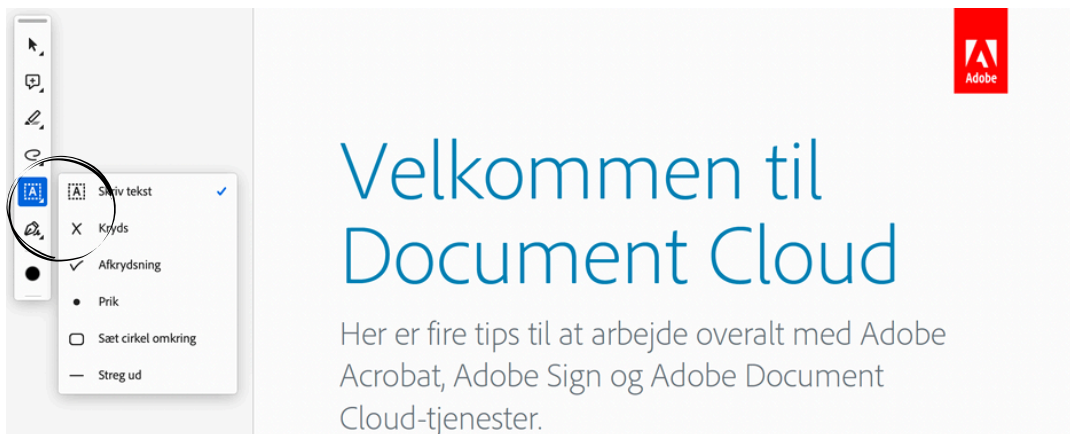 Adobe
A
A
Skriv tekst
Kryds
Afkrydsning
Prik
Sæt cirkel omkring
Streg ud
Velkommen til
Document Cloud
Her er fire tips til at arbejde overalt med Adobe
Acrobat, Adobe Sign og Adobe Document
Cloud-tjenester.